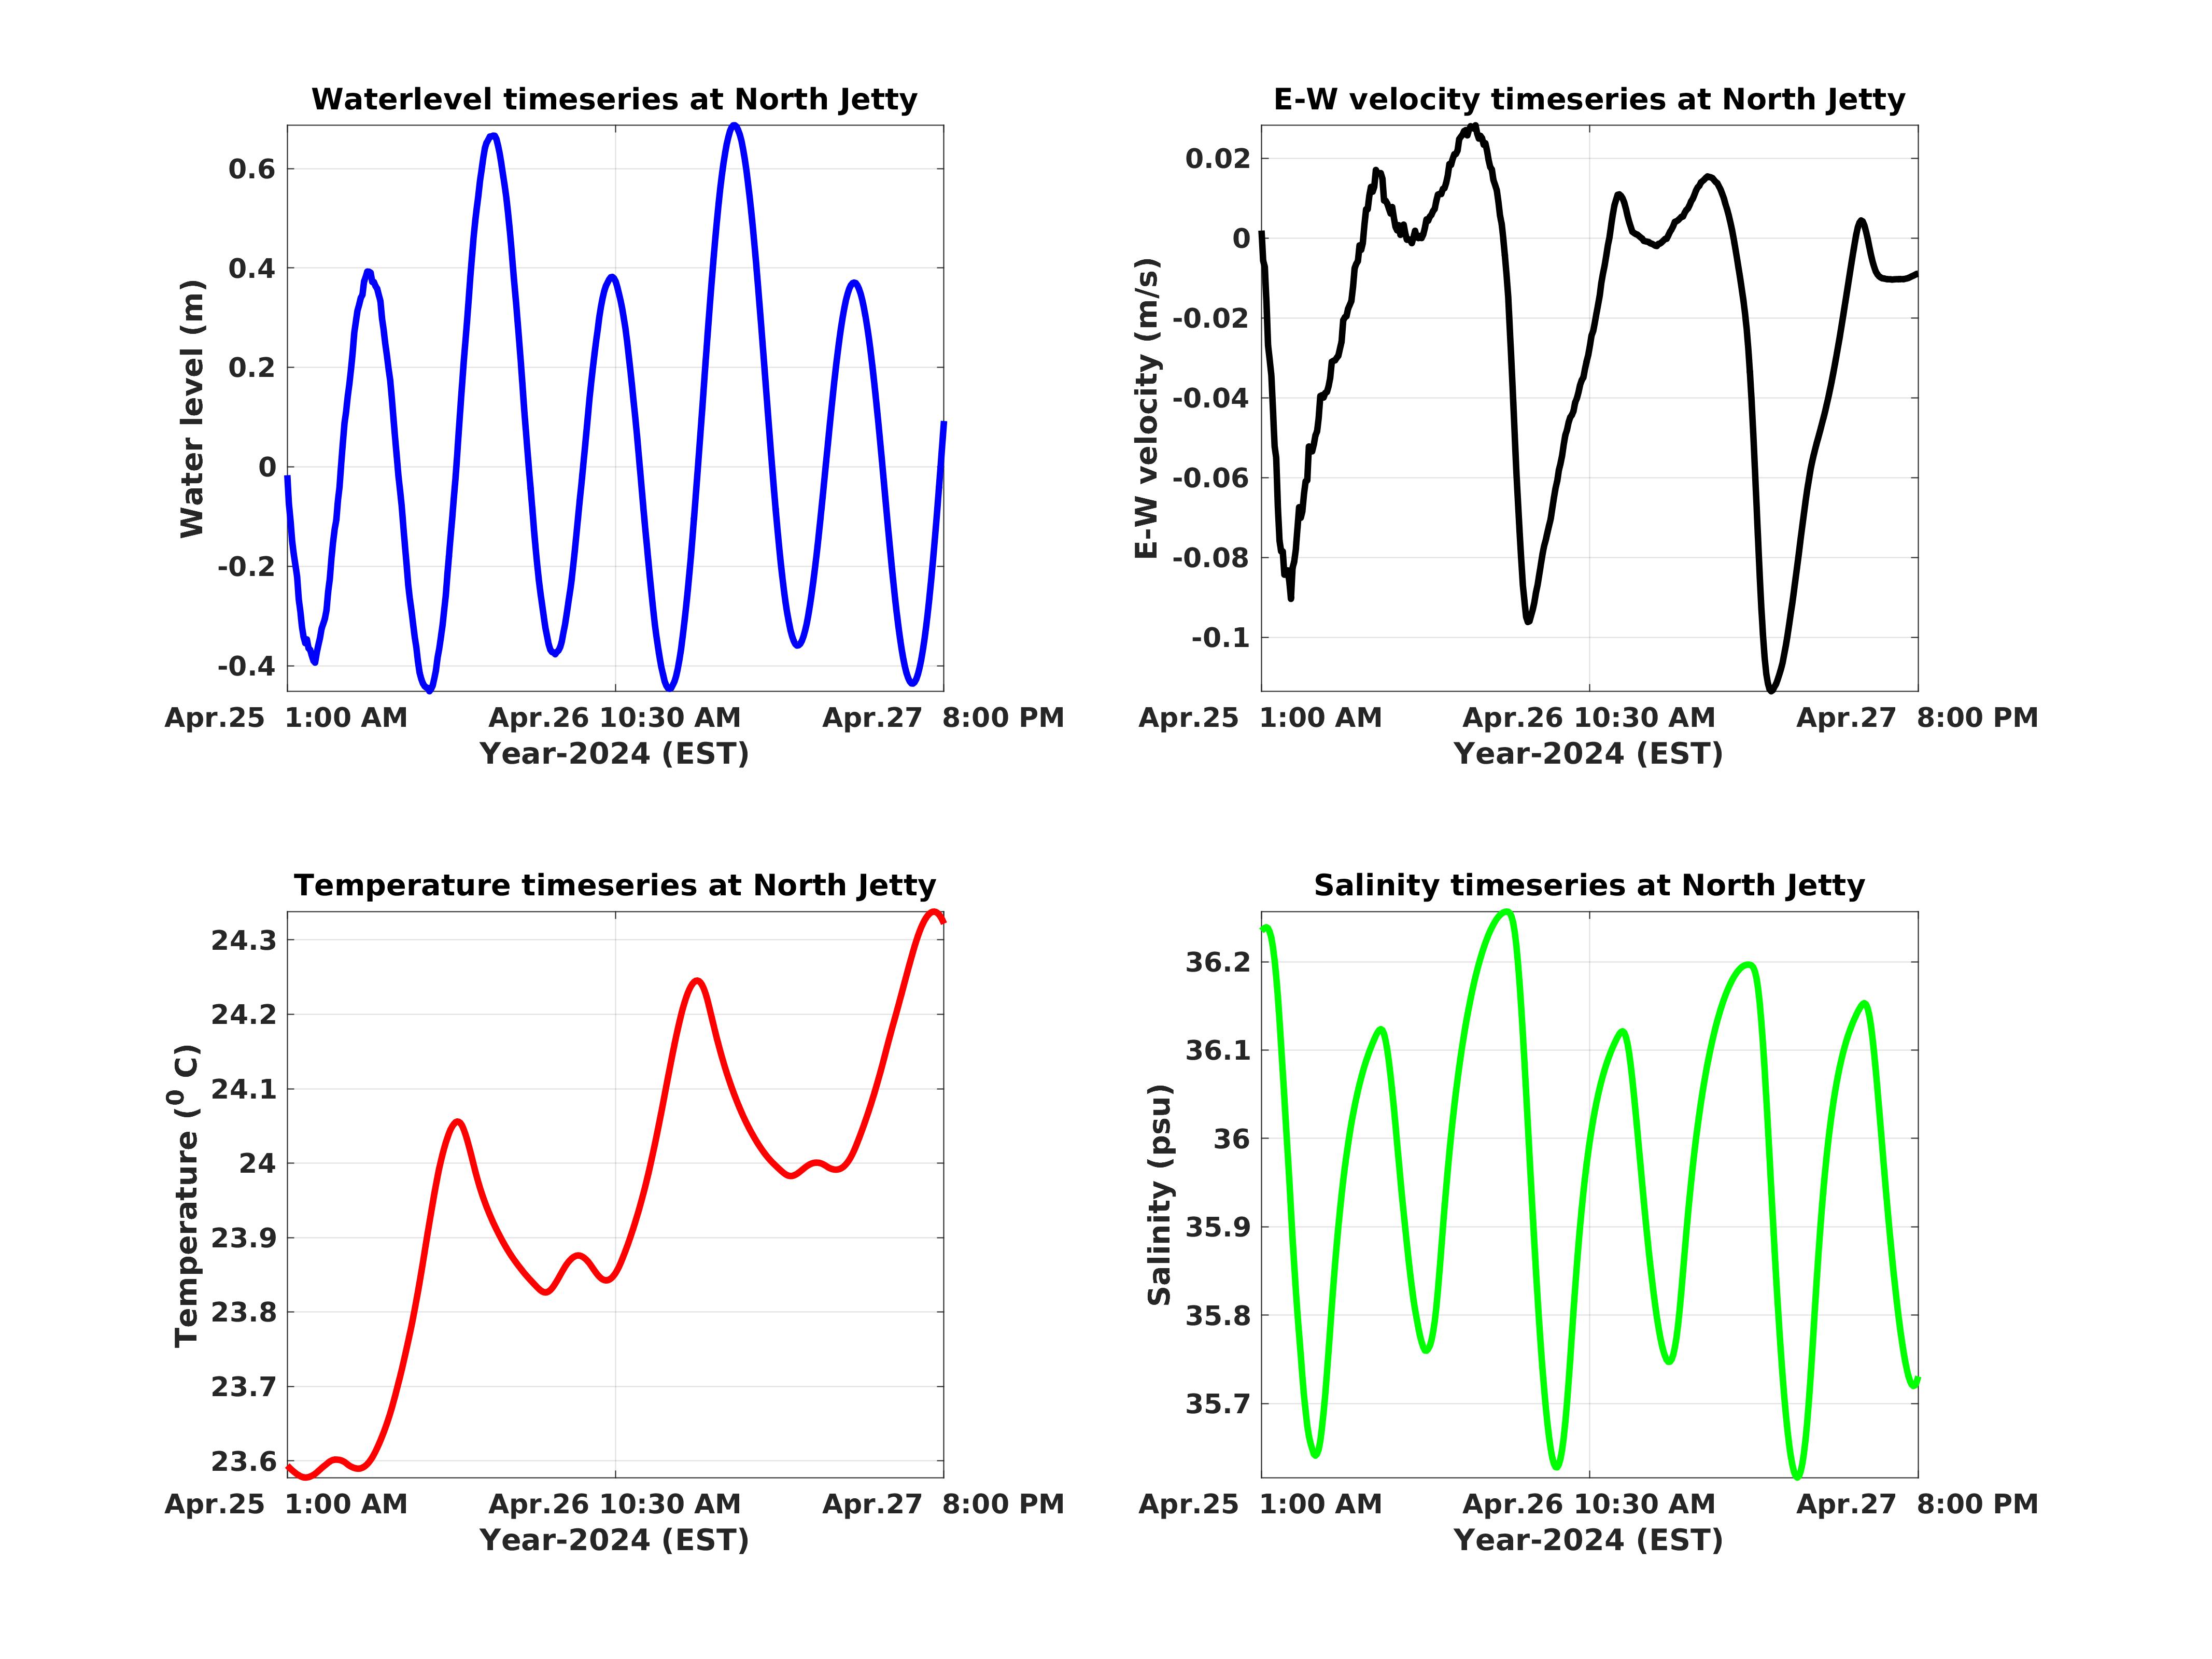 Waterlevel timeseries at North Jetty
Water level (m)
0.6
0.4
0.2
0
-0.2
-0.4
Apr.25 1:00 AM Apr.26 10:30 AM Apr.27 8:00 PM
Year-2024 (EST)
E-W velocity timeseries at North Jetty
E-W velocity (m/s)
0.02
0
-0.02
-0.04
-0.06
-0.08
-0.1
Apr.25 1:00 AM Apr.26 10:30 AM Apr.27 8:00 PM
Year-2024 (EST)
Temperature timeseries at North Jetty
Temperature (⁰ C)
24.3
24.2
24.1
24
23.9
23.8
23.7
23.6
Apr.25 1:00 AM Apr.26 10:30 AM Apr.27 8:00 PM
Year-2024 (EST)
Salinity timeseries at North Jetty
Salinity (psu)
36.2
36.1
36
35.9
35.8
35.7
Apr.25 1:00 AM Apr.26 10:30 AM Apr.27 8:00 PM
Year-2024 (EST)